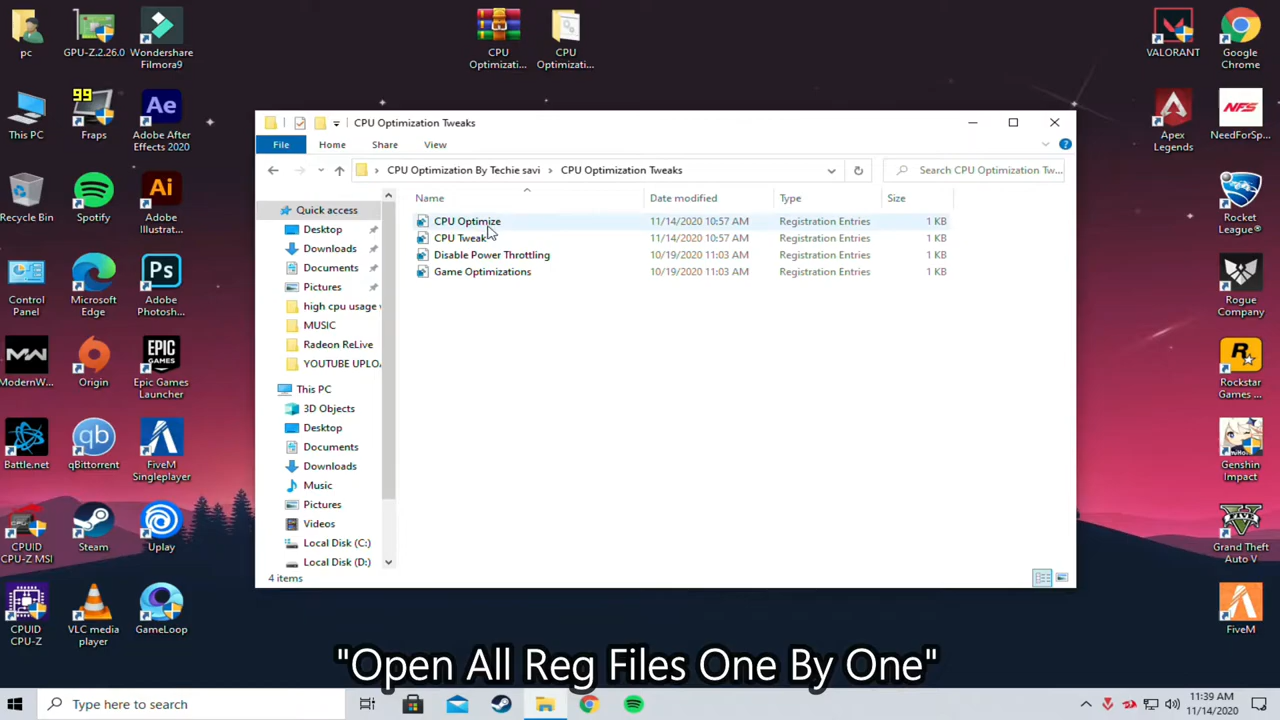 pc
GPU-Z.2.26.0
Wondershare
Filmora9
CPU
Optimizati...
CPU
Optimizati...
VALORANT
Google
Chrome
This PC
99
Fraps
Adobe After
Effects 2020
Apex
Legends
NeedForSp...
Recycle Bin
Spotify
Adobe
Illustrat...
Rocket
League®
Control
Panel
Microsoft
Edge
Adobe
Photosh...
Rogue
Company
ModernW...
Origin
Epic Games
Launcher
Rockstar
Games ...
Battle.net
qBittorrent
FiveM
Singleplayer
Genshin
Impact
CPUID
CPU-Z MSI
Steam
Uplay
Grand Theft
Auto V
CPUID
CPU-Z
VLC media
player
GameLoop
FiveM
CPU Optimization Tweaks
File Home Share View
CPU Optimization By Techie savi > CPU Optimization Tweaks
Search CPU Optimization Tw...
Name Date modified Type Size
CPU Optimize 11/14/2020 10:57 AM Registration Entries 1 KB
CPU Tweak 11/14/2020 10:57 AM Registration Entries 1 KB
Disable Power Throttling 10/19/2020 11:03 AM Registration Entries 1 KB
Game Optimizations 10/19/2020 11:03 AM Registration Entries 1 KB
Quick access
Desktop
Downloads
Documents
Pictures
high cpu usage
MUSIC
Radeon ReLive
YOUTUBE UPLO
This PC
3D Objects
Desktop
Documents
Downloads
Music
Pictures
Videos
Local Disk (C:)
Local Disk (D:)
4 items
"Open All Reg Files One By One"
Type here to search
11:39 AM
11/14/2020